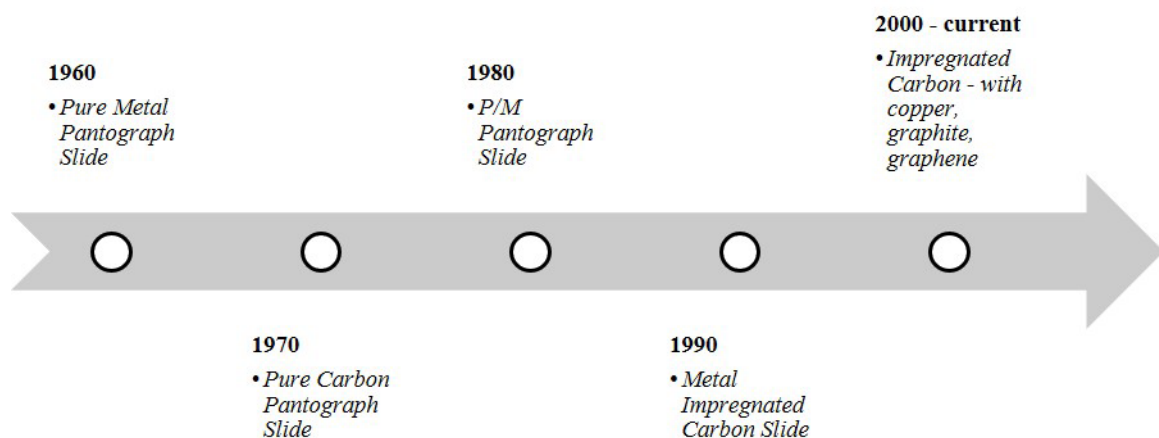 1960
• Pure Metal
Pantograph
Slide
1970
• Pure Carbon
Pantograph
Slide
1980
• P/M
Pantograph
Slide
1990
• Metal
Impregnated
Carbon Slide
2000 - current
• Impregnated
Carbon - with
copper,
graphite,
graphene